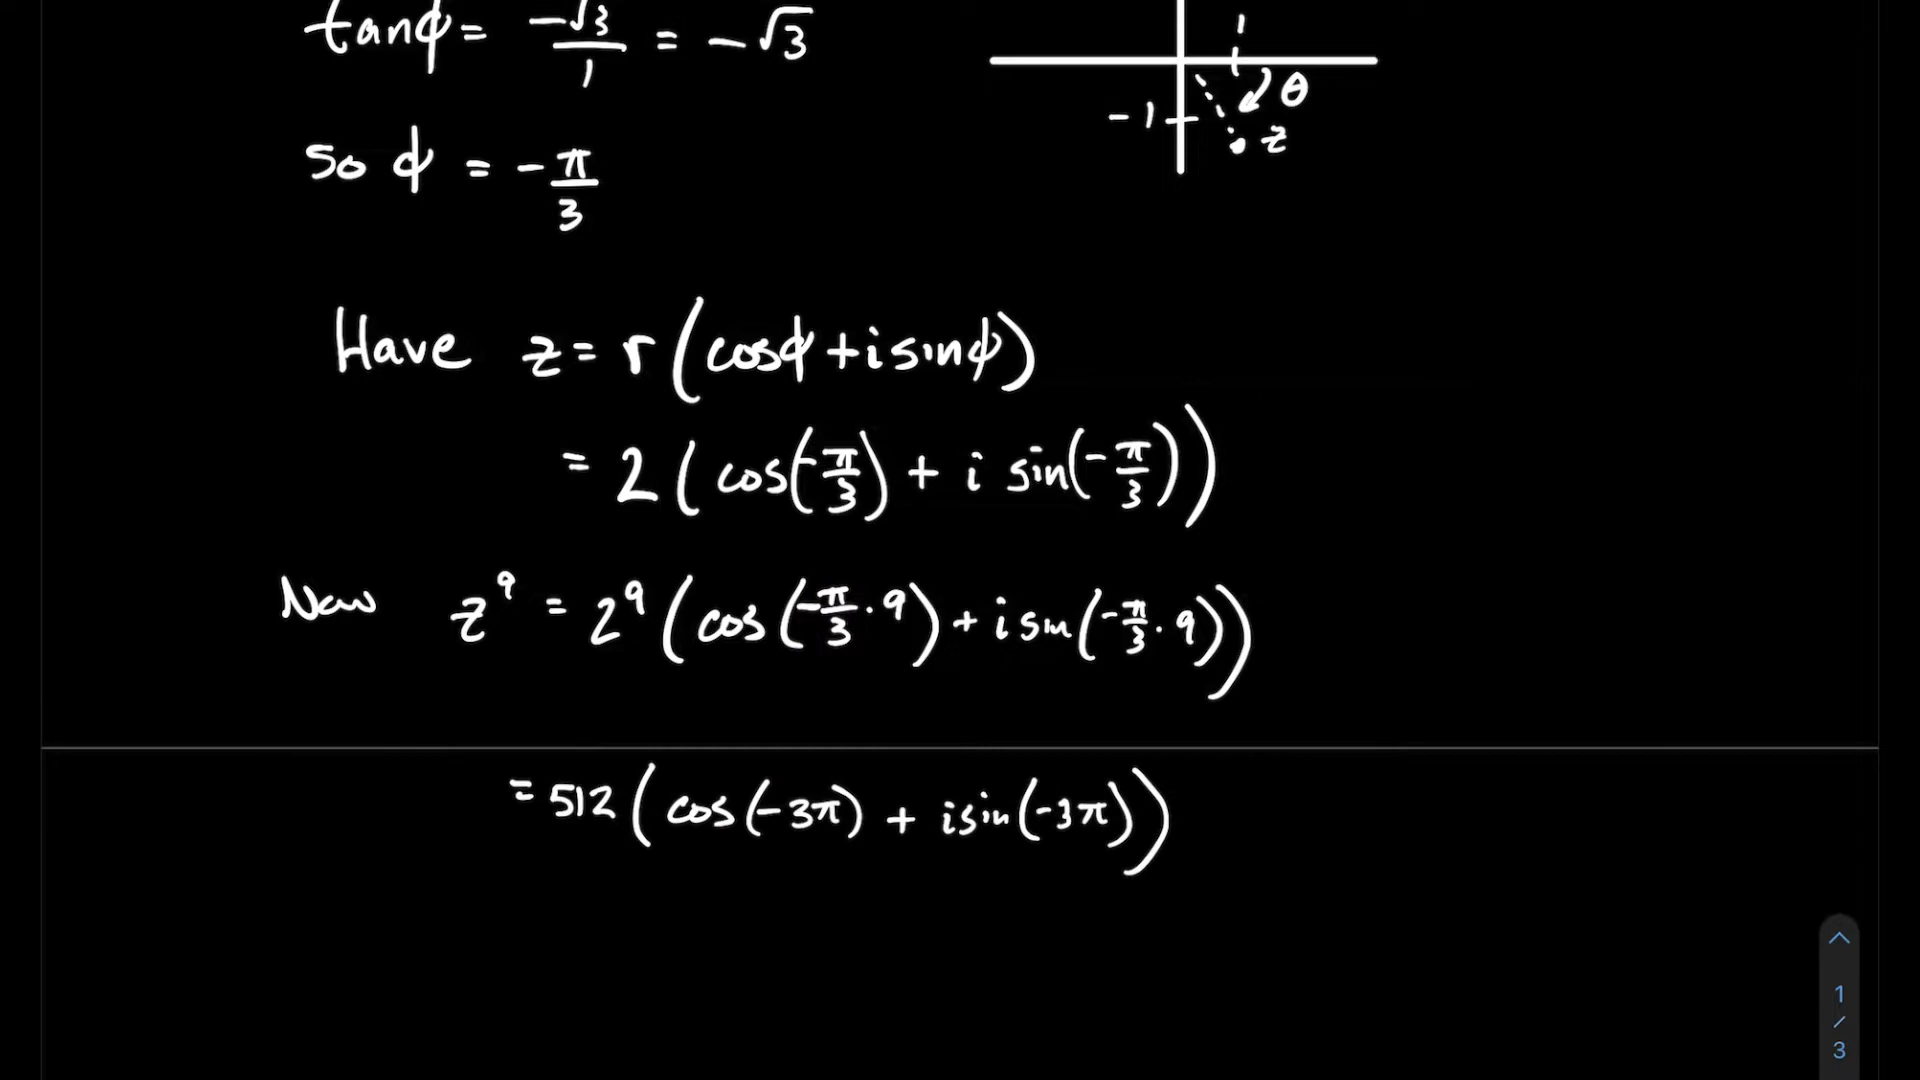 tanϕ = -√3/1 = -√3
1
θ
-1
z
so ϕ = -π/3
Have z = r(cosϕ + i sinϕ)
= 2(cos(-π/3) + i sin(-π/3))
Now z⁹ = 2⁹(cos(-π/3 · 9) + i sin(-π/3 · 9))
= 512(cos(-3π) + i sin(-3π))
1
/
3